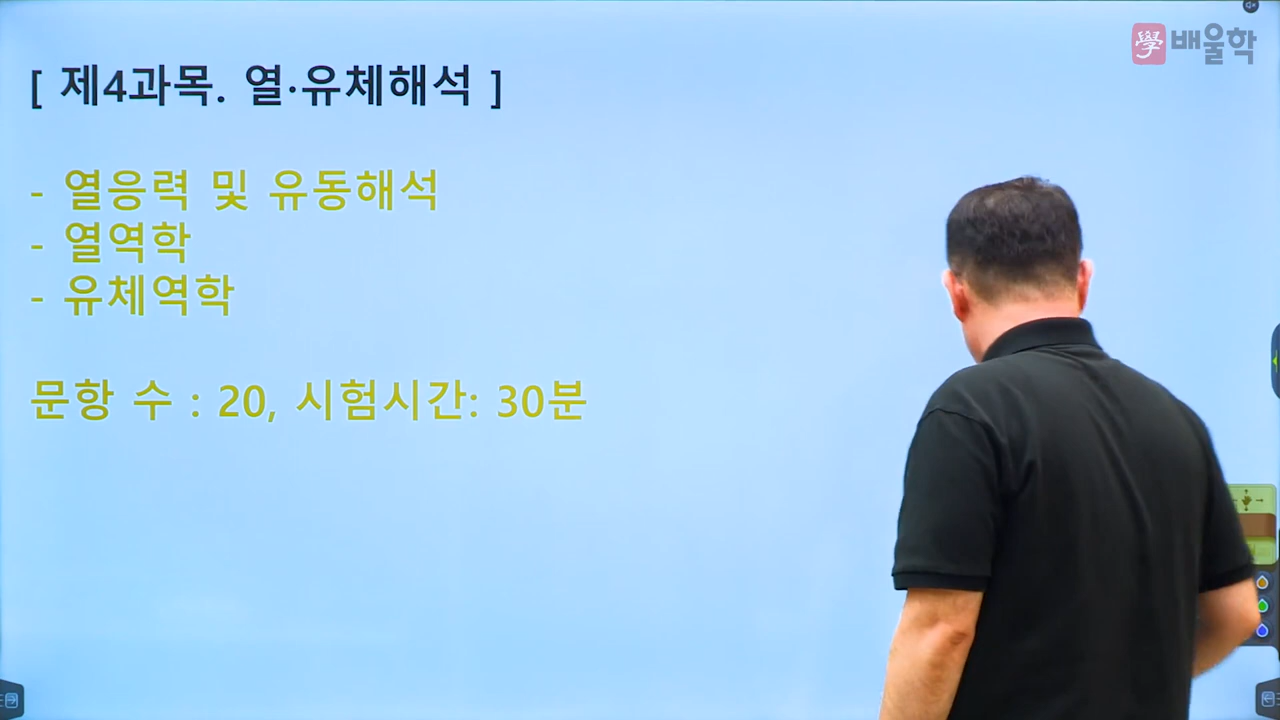 學 배울학
[ 제4과목. 열·유체해석 ]
- 열응력 및 유동해석
- 열역학
- 유체역학
문항 수 : 20, 시험시간: 30분